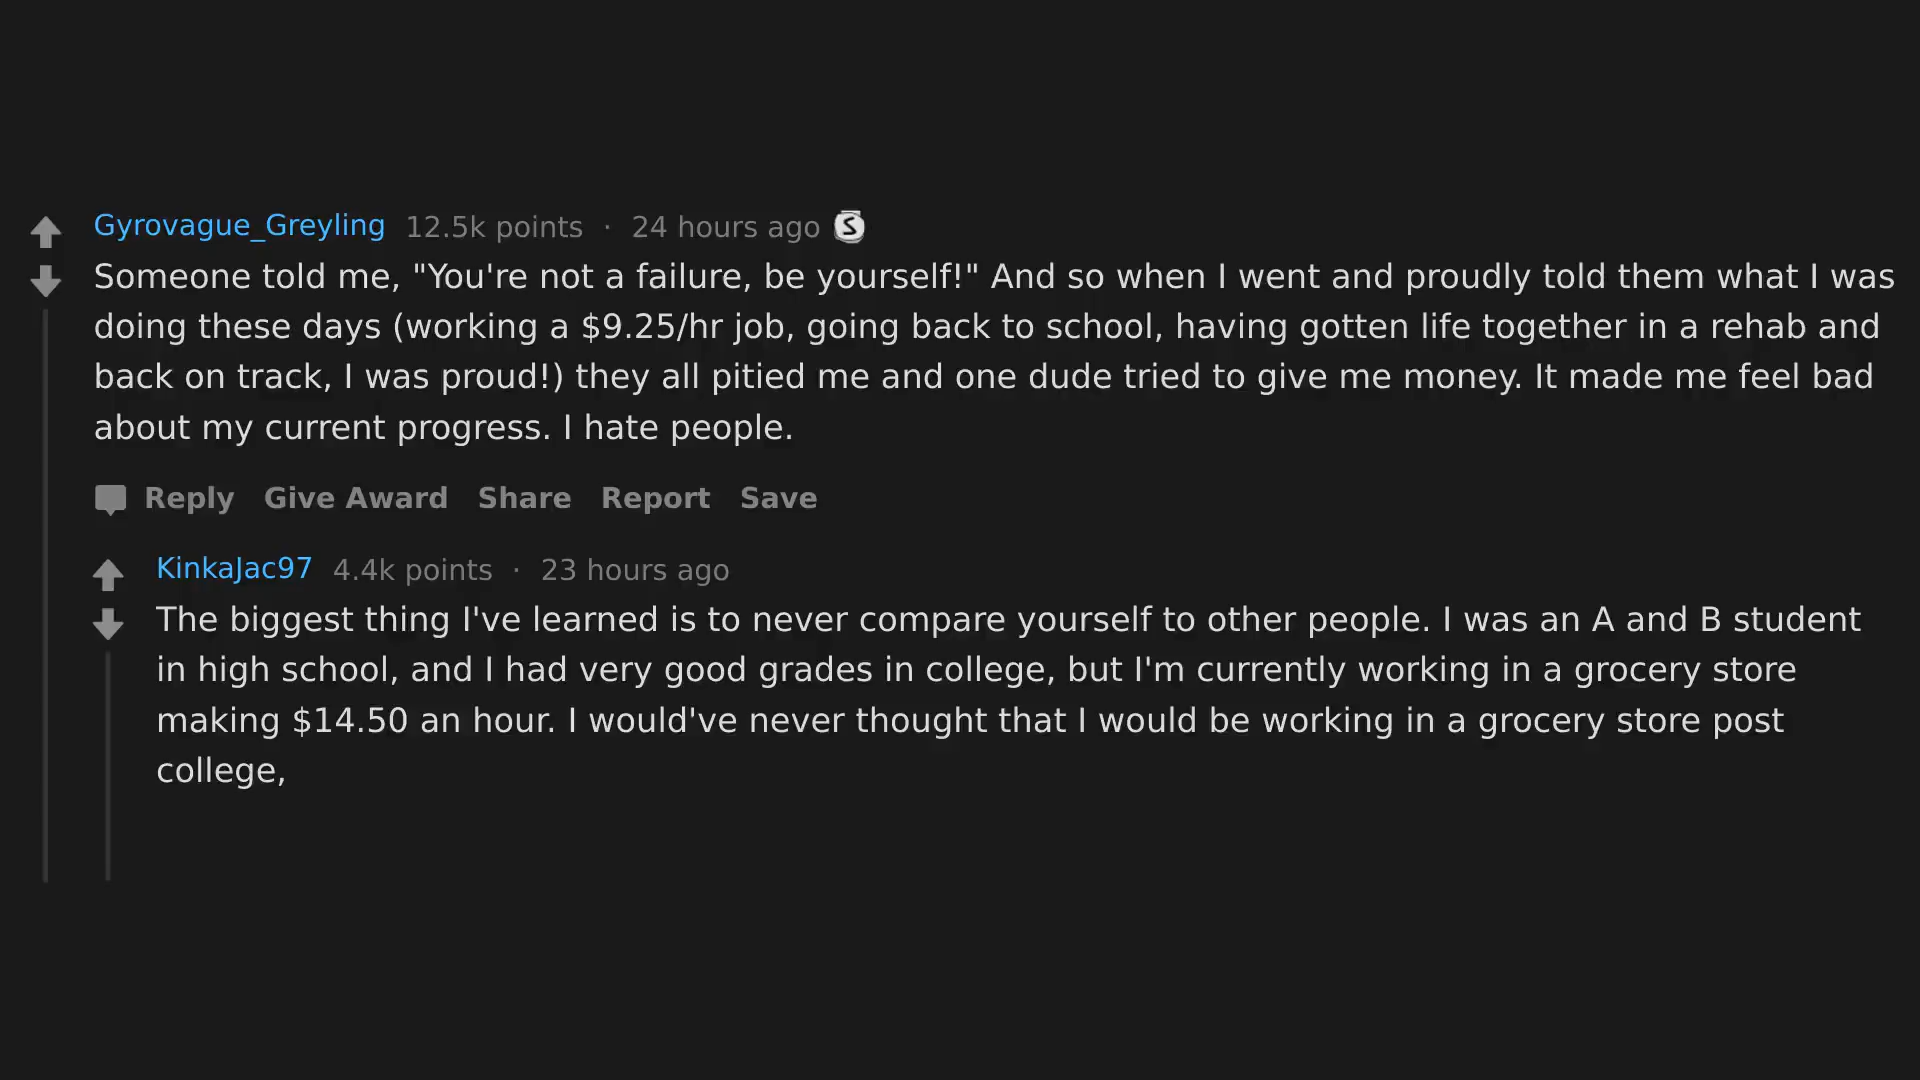 Gyrovague_Greyling 12.5k points · 24 hours ago S
Someone told me, "You're not a failure, be yourself!" And so when I went and proudly told them what I was
doing these days (working a $9.25/hr job, going back to school, having gotten life together in a rehab and
back on track, I was proud!) they all pitied me and one dude tried to give me money. It made me feel bad
about my current progress. I hate people.
Reply Give Award Share Report Save
KinkaJac97 4.4k points · 23 hours ago
The biggest thing I've learned is to never compare yourself to other people. I was an A and B student
in high school, and I had very good grades in college, but I'm currently working in a grocery store
making $14.50 an hour. I would've never thought that I would be working in a grocery store post
college,